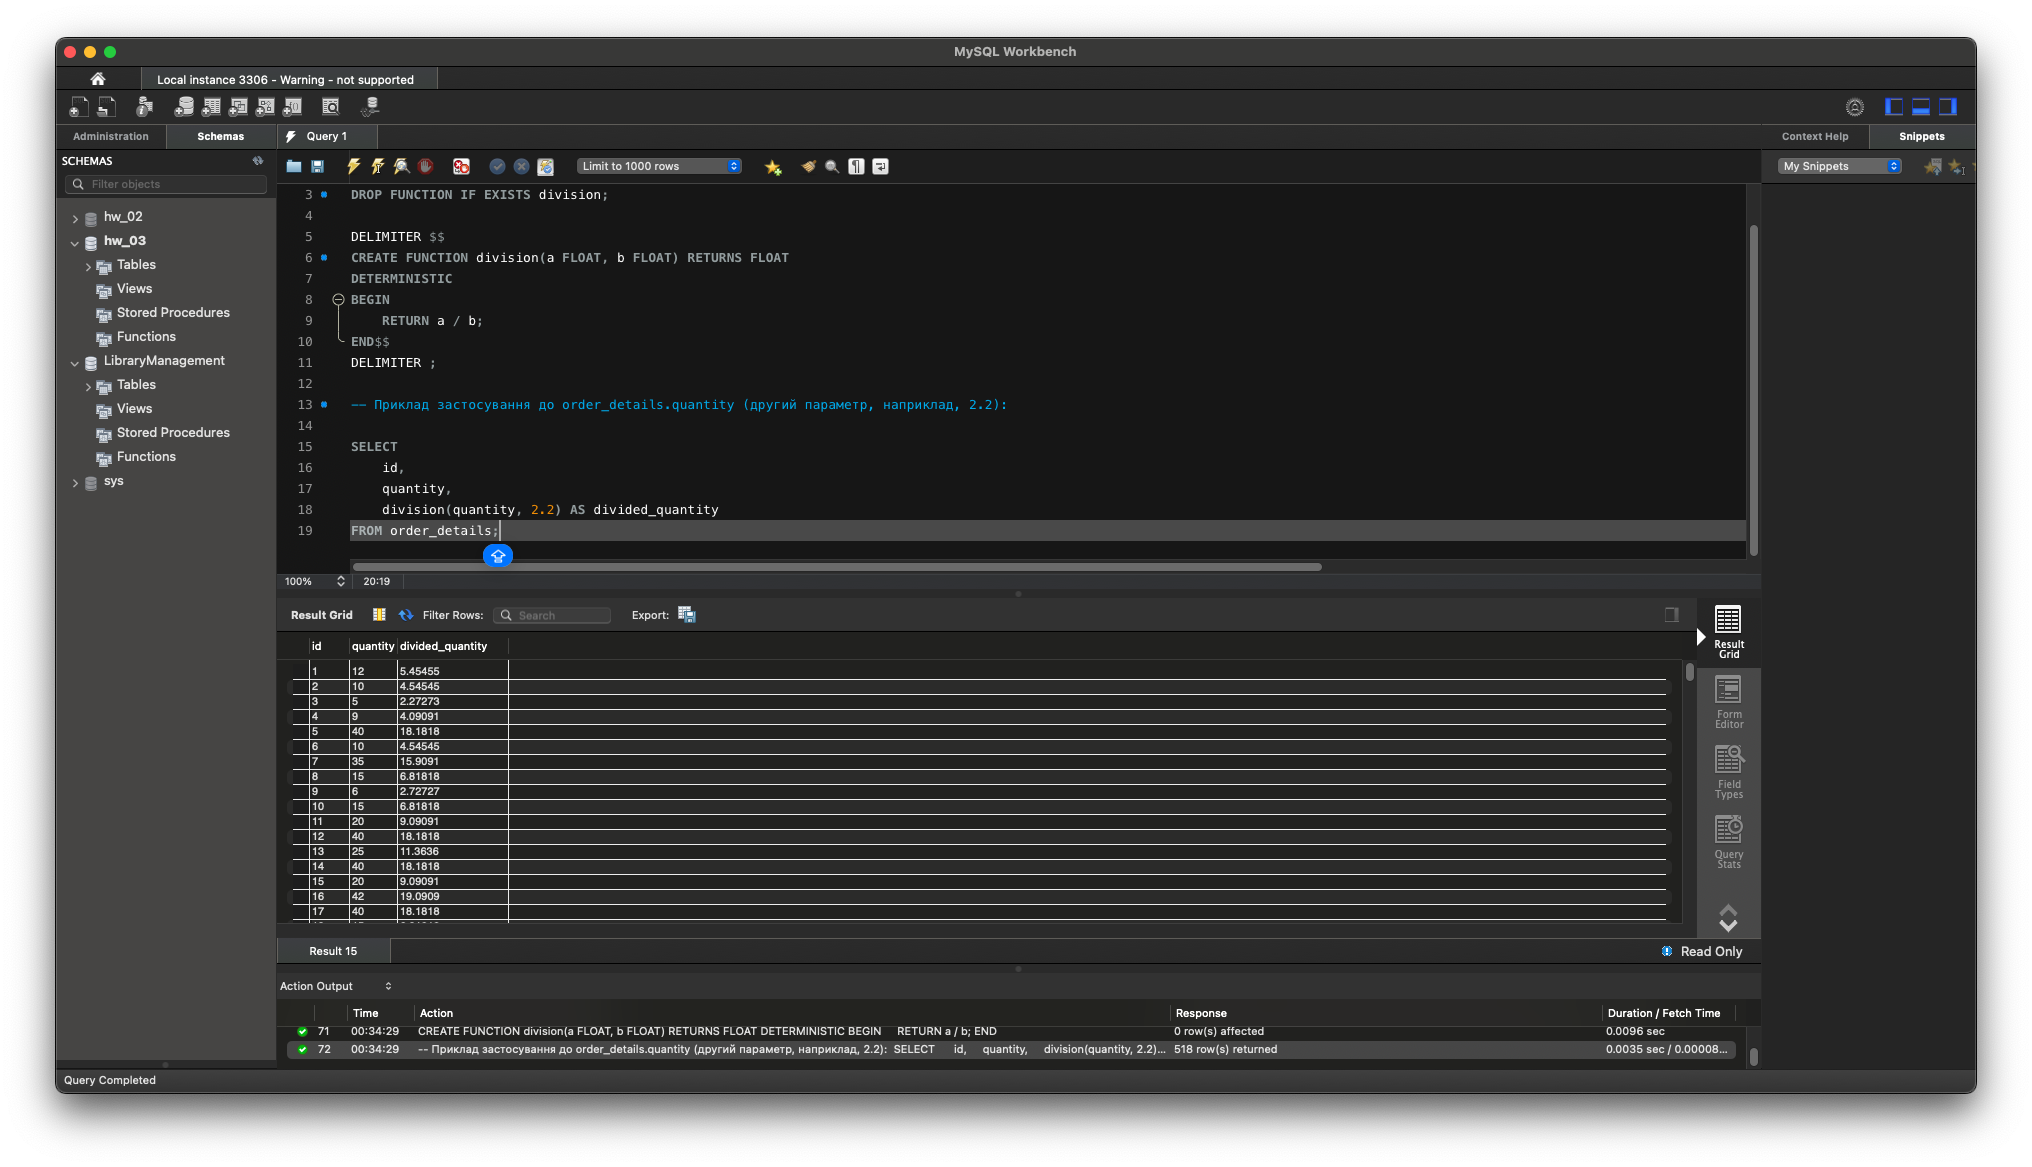 MySQL Workbench
Local instance 3306 - Warning - not supported
Administration
Schemas
Query 1
Context Help
Snippets
SCHEMAS
Filter objects
Limit to 1000 rows
My Snippets
hw_02
hw_03
Tables
Views
Stored Procedures
Functions
LibraryManagement
Tables
Views
Stored Procedures
Functions
sys
3 DROP FUNCTION IF EXISTS division;
4
5 DELIMITER $$
6 CREATE FUNCTION division(a FLOAT, b FLOAT) RETURNS FLOAT
7 DETERMINISTIC
8 BEGIN
9 RETURN a / b;
10 END$$
11 DELIMITER ;
12
13 -- Приклад застосування до order_details.quantity (другий параметр, наприклад, 2.2):
14
15 SELECT
16 id,
17 quantity,
18 division(quantity, 2.2) AS divided_quantity
19 FROM order_details;
100% 20:19
Result Grid Filter Rows: Search Export:
id quantity divided_quantity
1 12 5.45455
2 10 4.54545
3 5 2.27273
4 9 4.09091
5 40 18.1818
6 10 4.54545
7 35 15.9091
8 15 6.81818
9 6 2.72727
10 15 6.81818
11 20 9.09091
12 40 18.1818
13 25 11.3636
14 40 18.1818
15 20 9.09091
16 42 19.0909
17 40 18.1818
Result
Grid
Form
Editor
Field
Types
Query
Stats
Result 15
Read Only
Action Output
Time Action Response Duration / Fetch Time
71 00:34:29 CREATE FUNCTION division(a FLOAT, b FLOAT) RETURNS FLOAT DETERMINISTIC BEGIN RETURN a / b; END 0 row(s) affected 0.0096 sec
72 00:34:29 -- Приклад застосування до order_details.quantity (другий параметр, наприклад, 2.2): SELECT id, quantity, division(quantity, 2.2)... 518 row(s) returned 0.0035 sec / 0.00008...
Query Completed